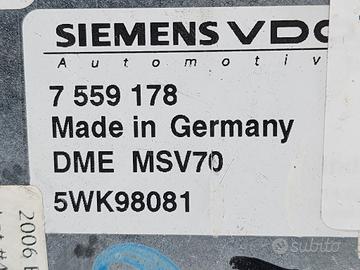 SIEMENS VDO
Automotiv
7 559 178
Made in Germany
DME MSV70
5WK98081
2006
subito